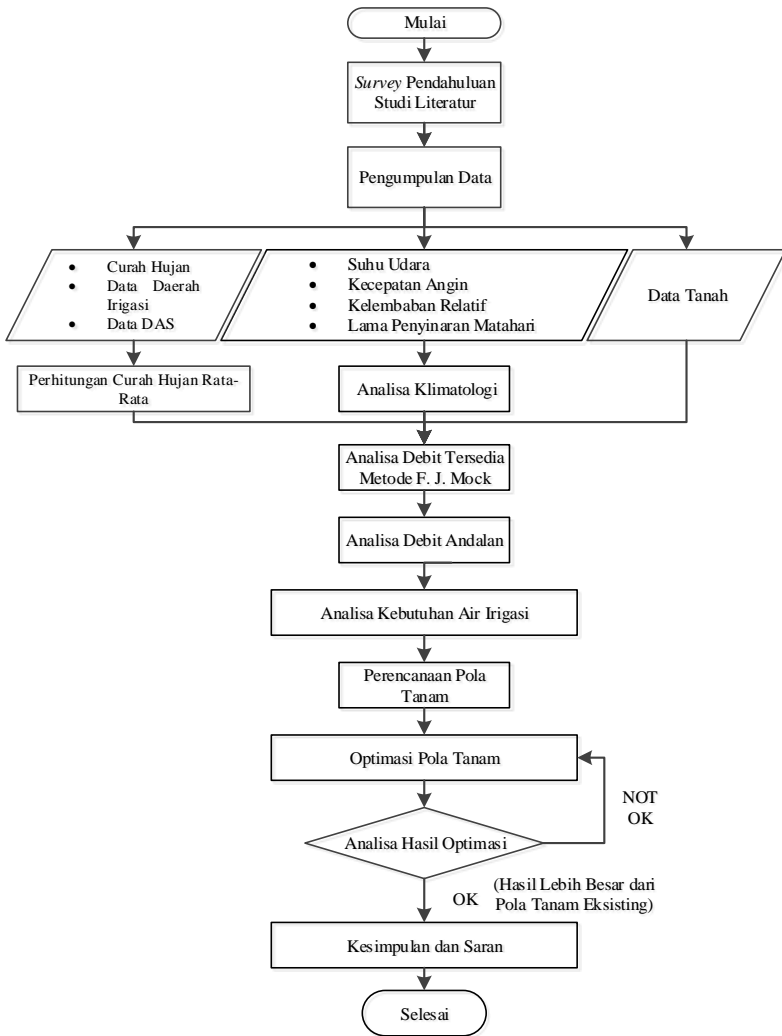 Mulai
Survey Pendahuluan
Studi Literatur
Pengumpulan Data
• Curah Hujan
• Data Daerah
Irigasi
• Data DAS
• Suhu Udara
• Kecepatan Angin
• Kelembaban Relatif
• Lama Penyinaran Matahari
Data Tanah
Perhitungan Curah Hujan Rata-
Rata
Analisa Klimatologi
Analisa Debit Tersedia
Metode F. J. Mock
Analisa Debit Andalan
Analisa Kebutuhan Air Irigasi
Perencanaan Pola
Tanam
Optimasi Pola Tanam
NOT
OK
Analisa Hasil Optimasi
OK
(Hasil Lebih Besar dari
Pola Tanam Eksisting)
Kesimpulan dan Saran
Selesai